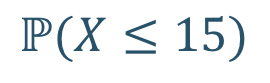 ℙ(𝑋 ≤ 15)